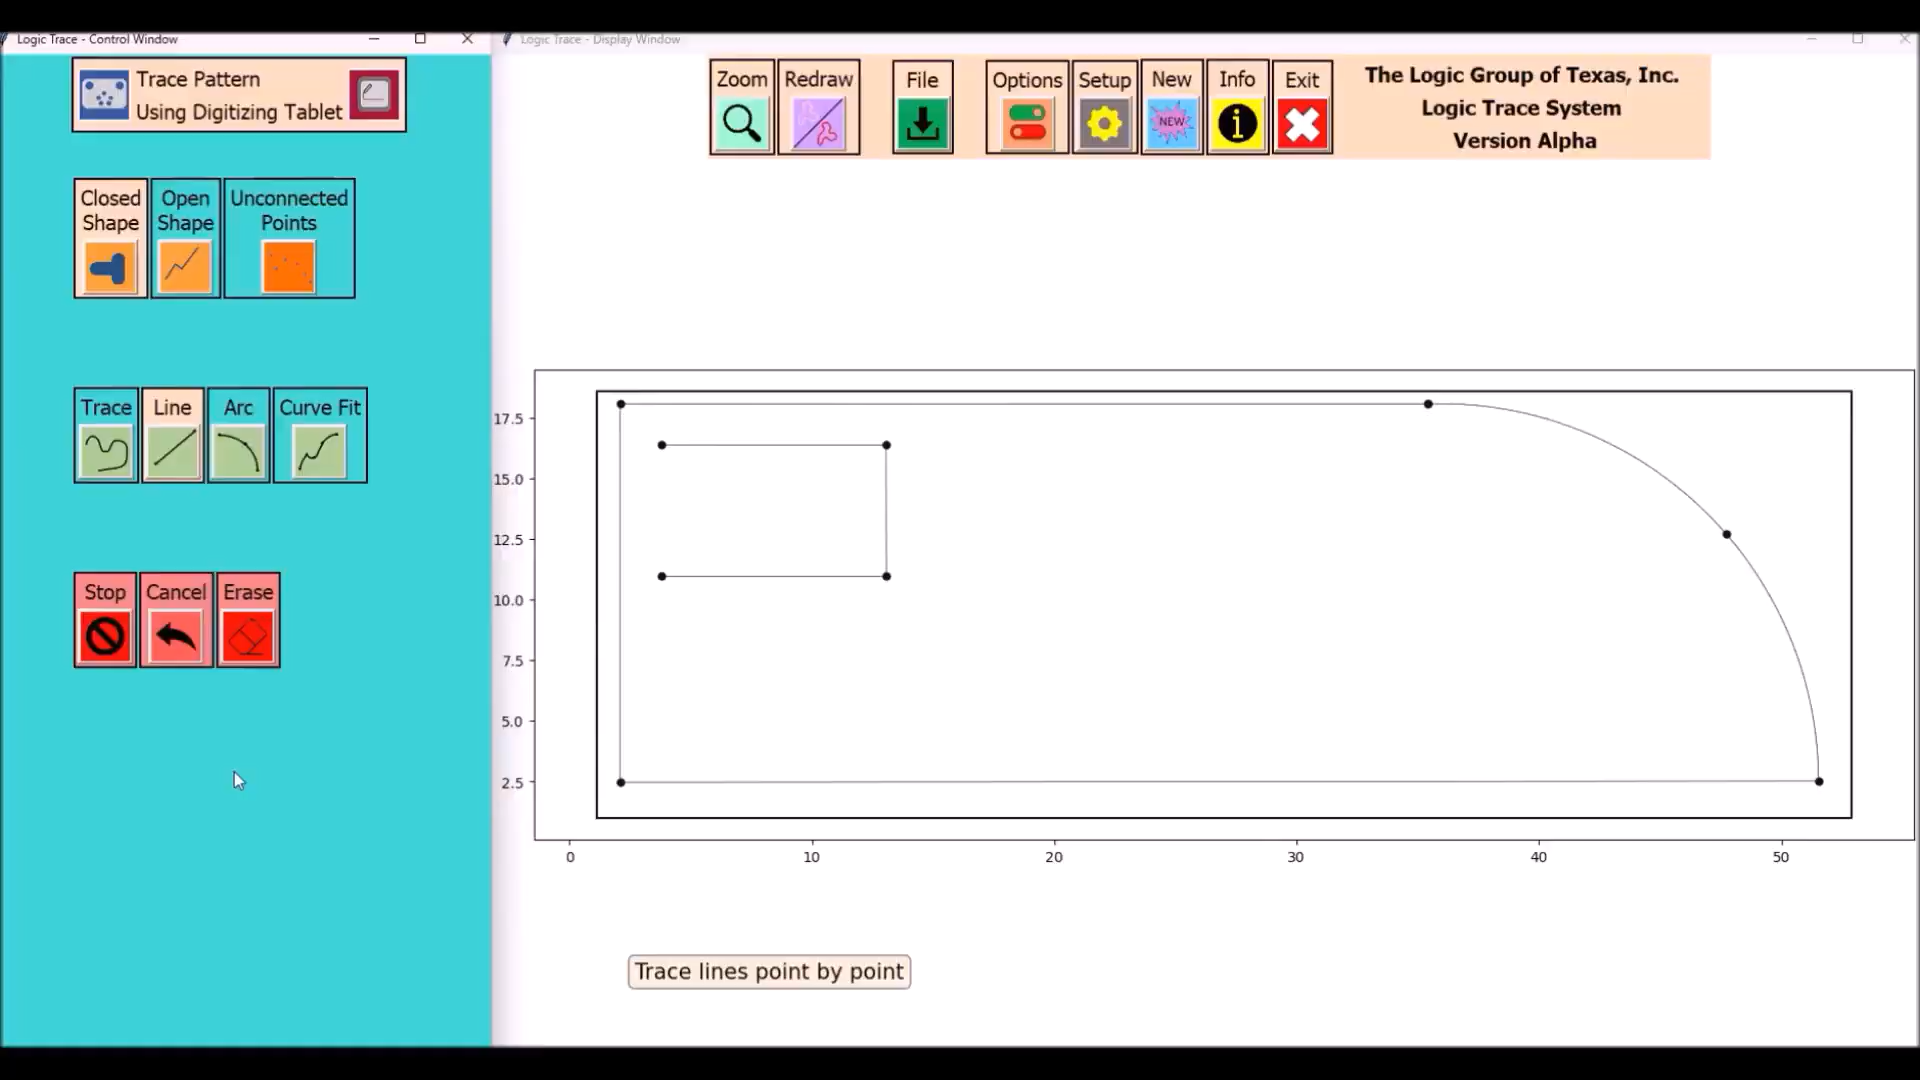 Logic Trace - Control Window
Logic Trace - Display Window
Trace Pattern
Using Digitizing Tablet
Zoom
Redraw
File
Options
Setup
New
NEW
Info
Exit
The Logic Group of Texas, Inc.
Logic Trace System
Version Alpha
Closed
Shape
Open
Shape
Unconnected
Points
Trace
Line
Arc
Curve Fit
Stop
Cancel
Erase
17.5
15.0
12.5
10.0
7.5
5.0
2.5
0
10
20
30
40
50
Trace lines point by point